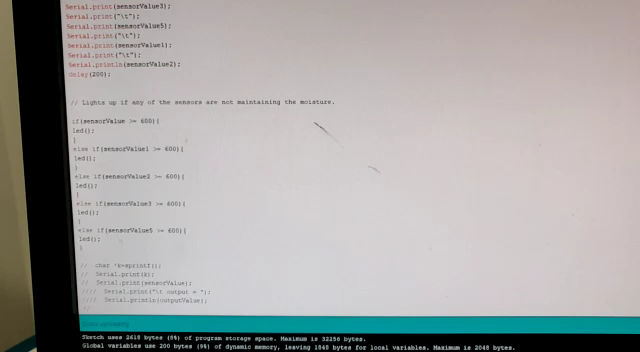 Serial.print(sensorValue3);
Serial.print("\t");
Serial.print(sensorValue5);
Serial.print("\t");
Serial.print(sensorValue1);
Serial.print("\t");
Serial.println(sensorValue2);
delay(200);
// Lights up if any of the sensors are not maintaining the moisture.
if(sensorValue >= 600){
led();
}
else if(sensorValue1 >= 600){
led();
}
else if(sensorValue2 >= 600){
led();
}
else if(sensorValue3 >= 600){
led();
}
else if(sensorValue5 >= 600){
led();
}
// char *k=sprintf();
// Serial.print(k);
// Serial.print(sensorValue);
//// Serial.print("\t output = ");
//// Serial.println(outputValue);
//
Sketch uses 2618 bytes (8%) of program storage space. Maximum is 32256 bytes.
Global variables use 200 bytes (9%) of dynamic memory, leaving 1848 bytes for local variables. Maximum is 2048 bytes.